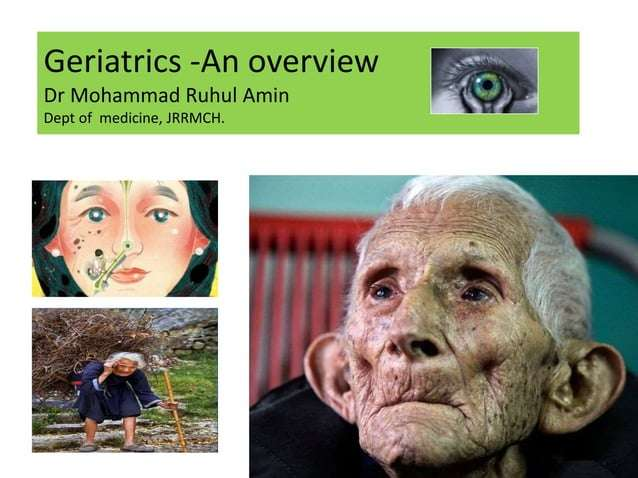 Geriatrics -An overview
Dr Mohammad Ruhul Amin
Dept of  medicine, JRRMCH.